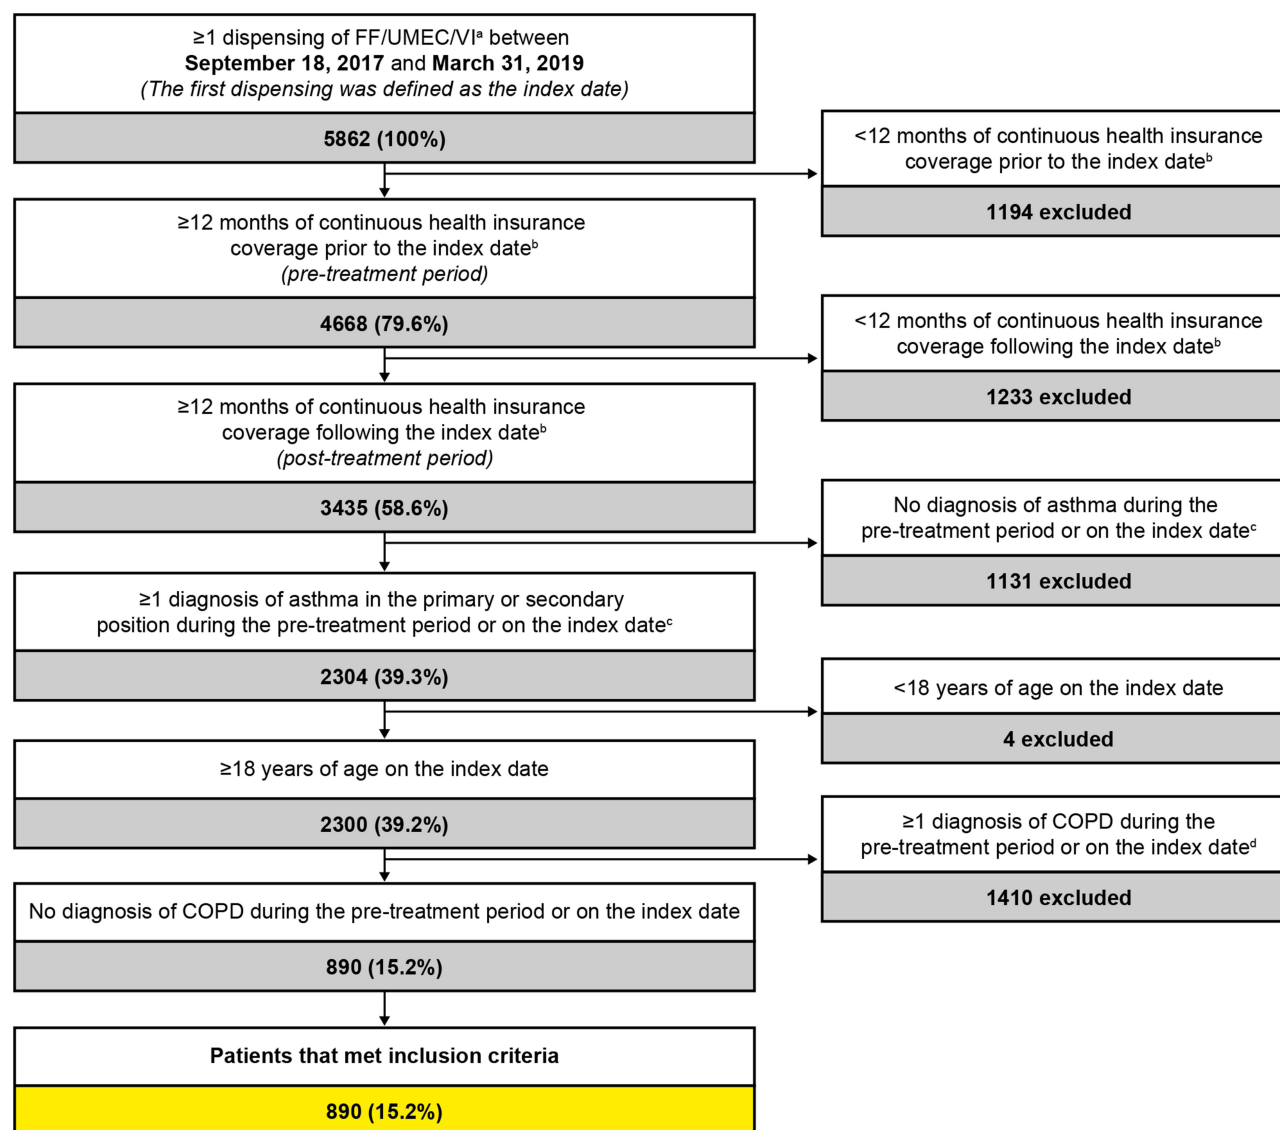 ≥1 dispensing of FF/UMEC/VIᵃ between
September 18, 2017 and March 31, 2019
(The first dispensing was defined as the index date)
5862 (100%)
<12 months of continuous health insurance
coverage prior to the index dateᵇ
1194 excluded
≥12 months of continuous health insurance
coverage prior to the index dateᵇ
(pre-treatment period)
4668 (79.6%)
<12 months of continuous health insurance
coverage following the index dateᵇ
1233 excluded
≥12 months of continuous health insurance
coverage following the index dateᵇ
(post-treatment period)
3435 (58.6%)
No diagnosis of asthma during the
pre-treatment period or on the index dateᶜ
1131 excluded
≥1 diagnosis of asthma in the primary or secondary
position during the pre-treatment period or on the index dateᶜ
2304 (39.3%)
<18 years of age on the index date
4 excluded
≥18 years of age on the index date
2300 (39.2%)
≥1 diagnosis of COPD during the
pre-treatment period or on the index dateᵈ
1410 excluded
No diagnosis of COPD during the pre-treatment period or on the index date
890 (15.2%)
Patients that met inclusion criteria
890 (15.2%)